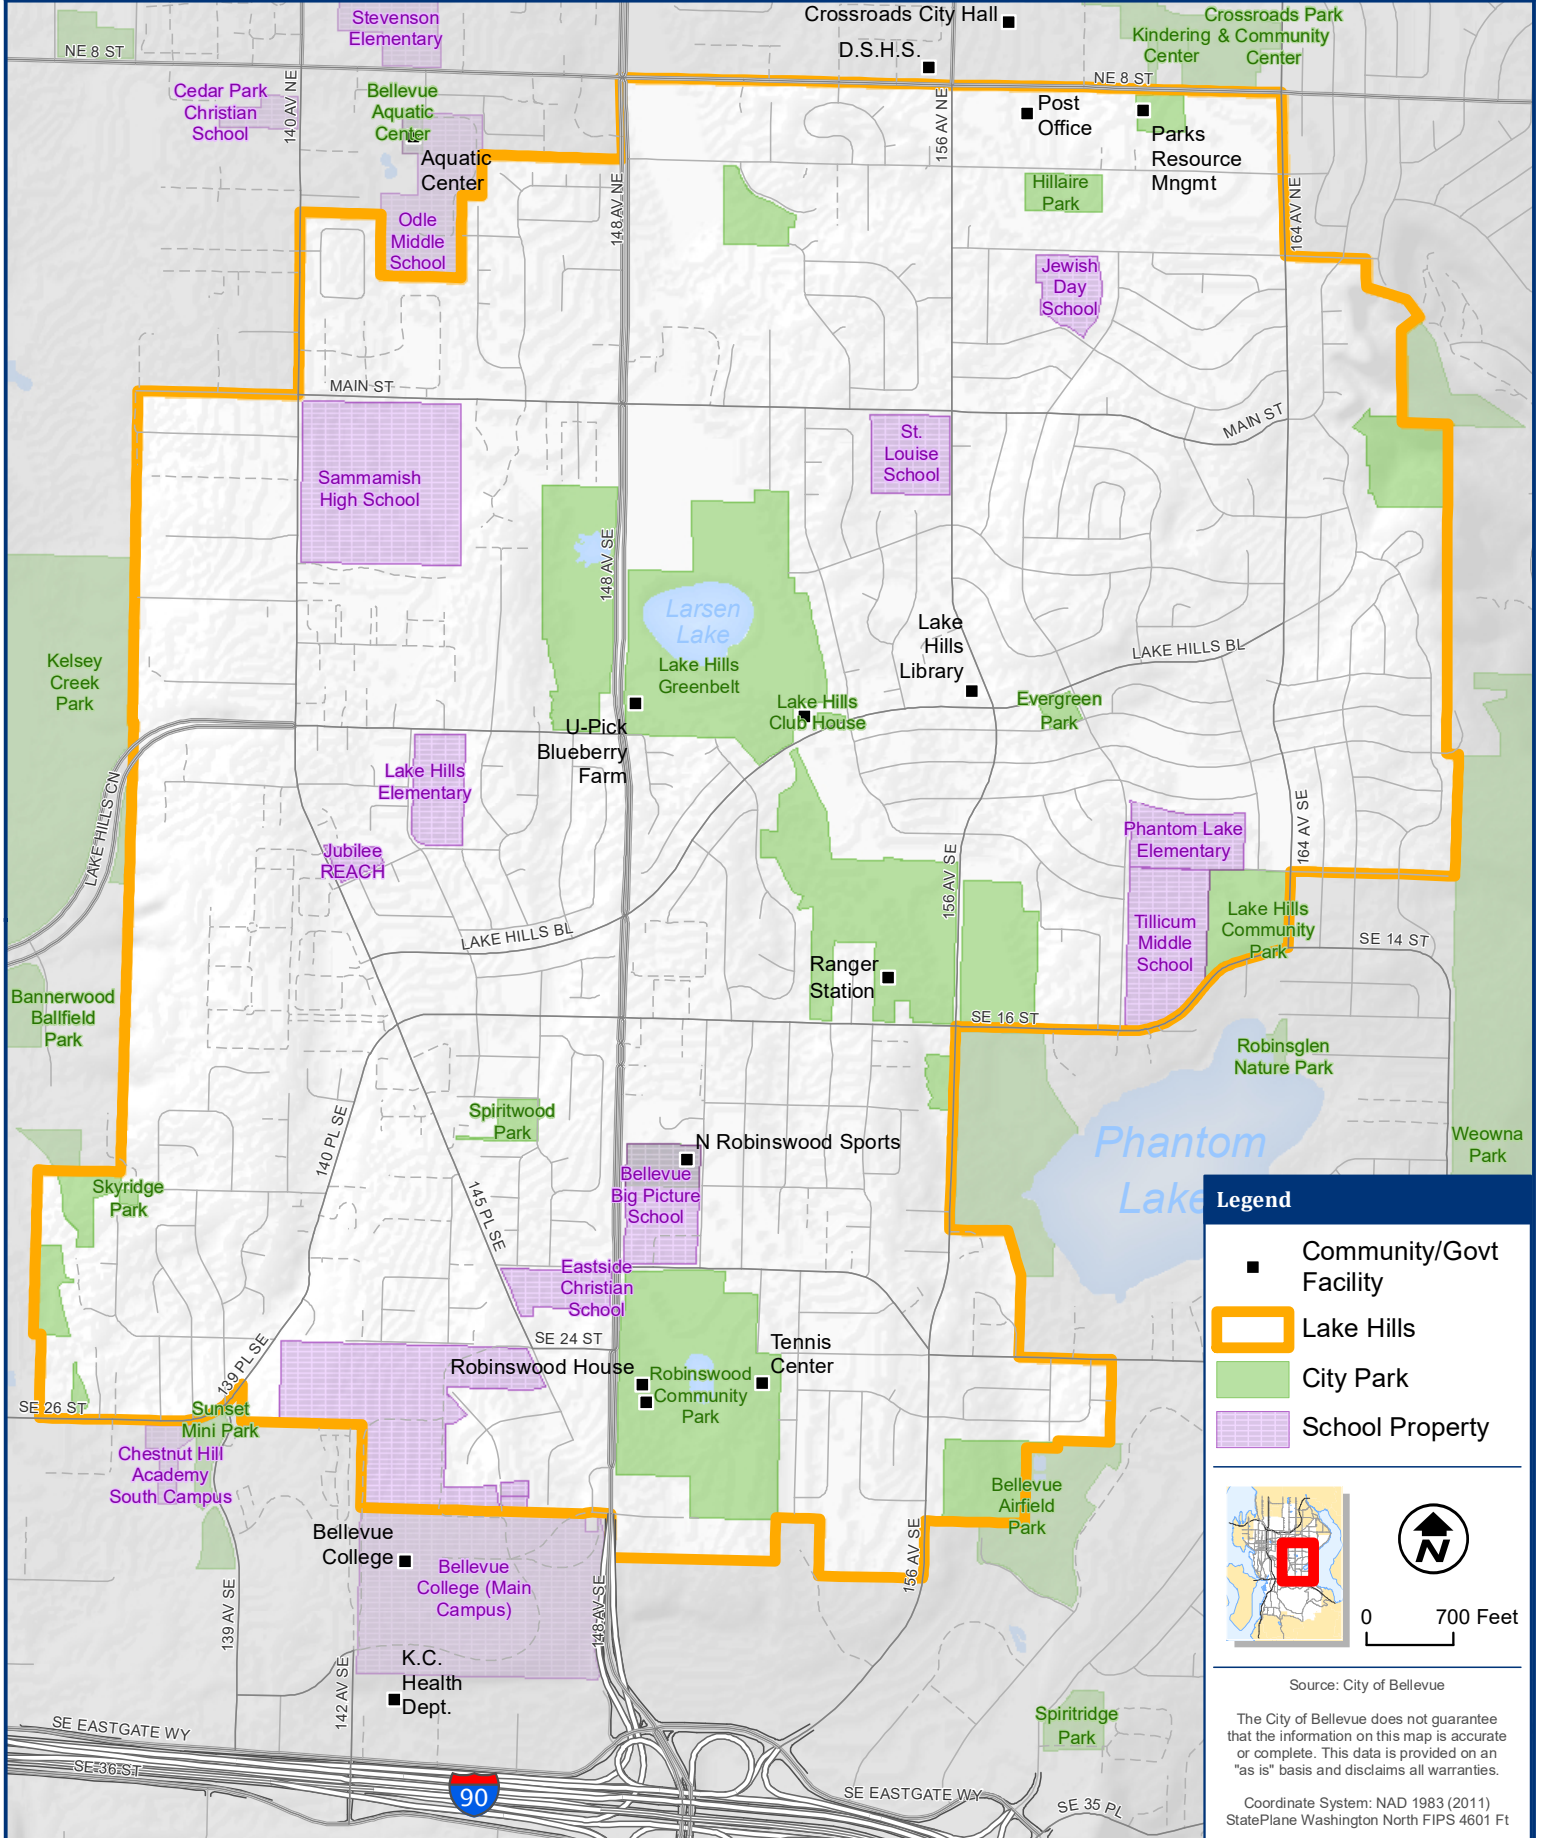 Stevenson
Elementary
Crossroads City Hall
Crossroads Park
& Community
Center
Kindering
Center
NE 8 ST
D.S.H.S.
NE 8 ST
Cedar Park
Christian
School
140 AV NE
Bellevue
Aquatic
Center
Aquatic
Center
156 AV NE
Post
Office
Parks
Resource
Mngmt
Hillaire
Park
148 AV NE
164 AV NE
Odle
Middle
School
Jewish
Day
School
MAIN ST
MAIN ST
Sammamish
High School
St.
Louise
School
148 AV SE
Larsen
Lake
Lake
Hills
Library
LAKE HILLS BL
Kelsey
Creek
Park
Lake Hills
Greenbelt
Lake Hills
Club House
Evergreen
Park
U-Pick
Blueberry
Farm
LAKE HILLS CN
Lake Hills
Elementary
Jubilee
REACH
Phantom Lake
Elementary
164 AV SE
156 AV SE
LAKE HILLS BL
Tillicum
Middle
School
Lake Hills
Community
Park
SE 14 ST
Ranger
Station
Bannerwood
Ballfield
Park
SE 16 ST
Robinsglen
Nature Park
Spiritwood
Park
140 PL SE
N Robinswood Sports
Phantom
Lake
Weowna
Park
Skyridge
Park
145 PL SE
Bellevue
Big Picture
School
Eastside
Christian
School
SE 24 ST
Robinswood House
Tennis
Center
Robinswood
Community
Park
139 PL SE
SE 26 ST
Sunset
Mini Park
Chestnut Hill
Academy
South Campus
Bellevue
Airfield
Park
Bellevue
College
Bellevue
College (Main
Campus)
156 AV SE
139 AV SE
148 AV SE
142 AV SE
K.C.
Health
Dept.
Spiritridge
Park
SE EASTGATE WY
SE 36 ST
90
SE EASTGATE WY
SE 35 PL
Legend
Community/Govt
Facility
Lake Hills
City Park
School Property
N
0 700 Feet
Source: City of Bellevue
The City of Bellevue does not guarantee
that the information on this map is accurate
or complete. This data is provided on an
"as is" basis and disclaims all warranties.
Coordinate System: NAD 1983 (2011)
StatePlane Washington North FIPS 4601 Ft